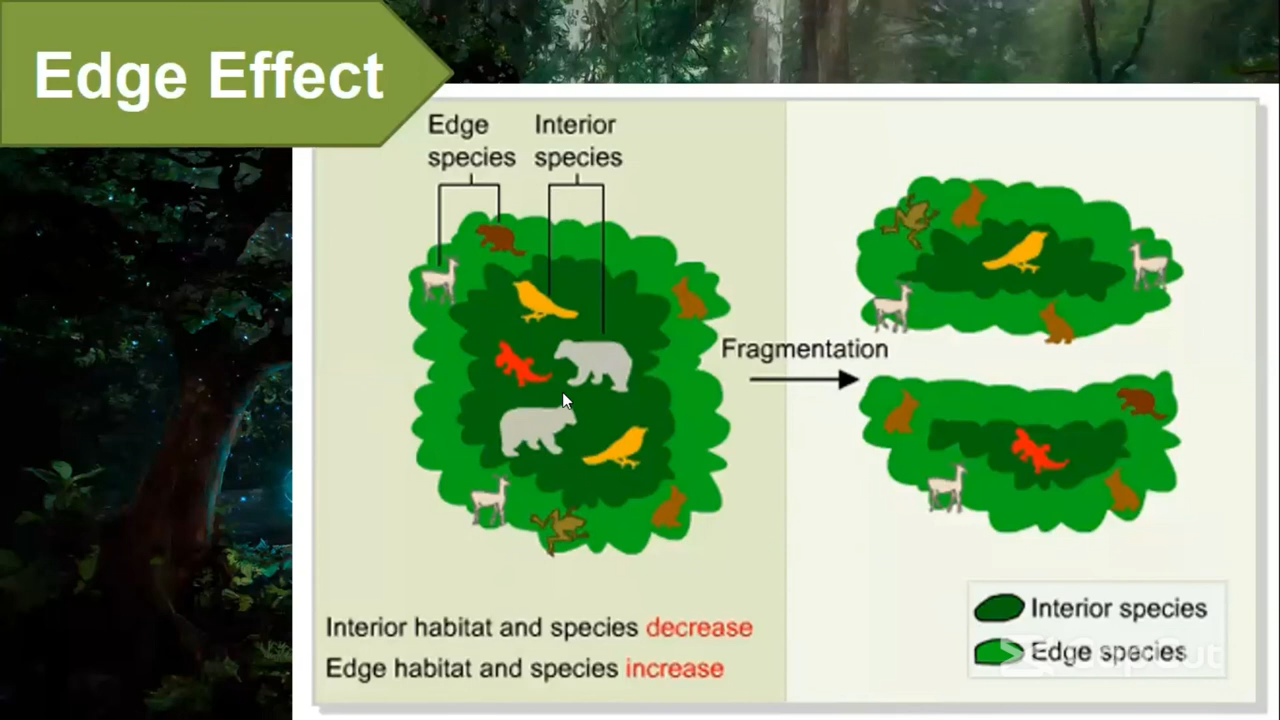 Edge Effect
Edge Interior
species species
Fragmentation
Interior habitat and species decrease
Edge habitat and species increase
Interior species
Edge species
CapCut